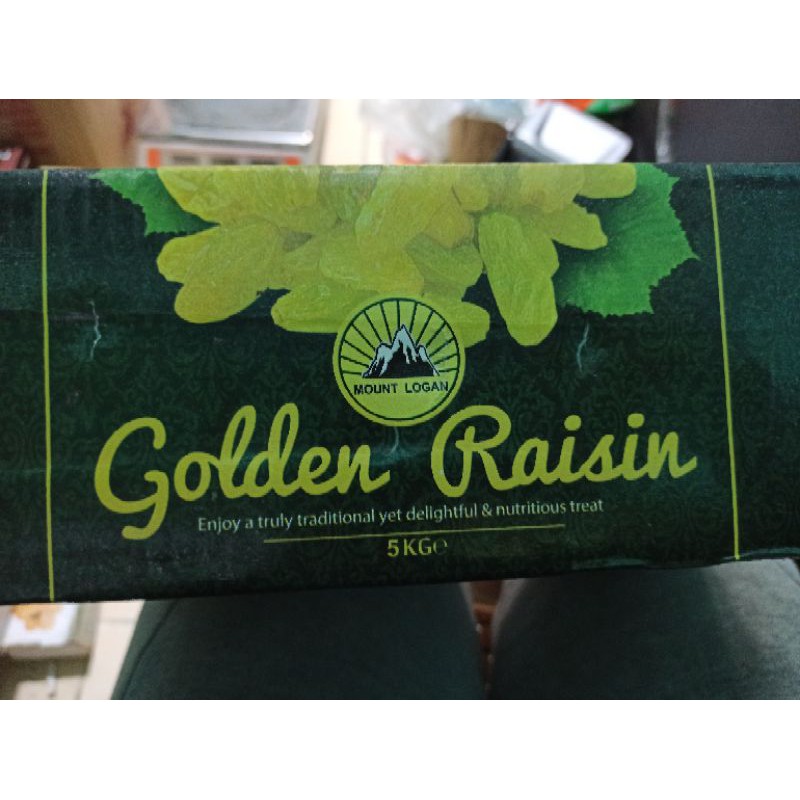 MOUNT LOGAN
Golden Raisin
Enjoy a truly traditional yet delightful & nutritious treat
5KG℮